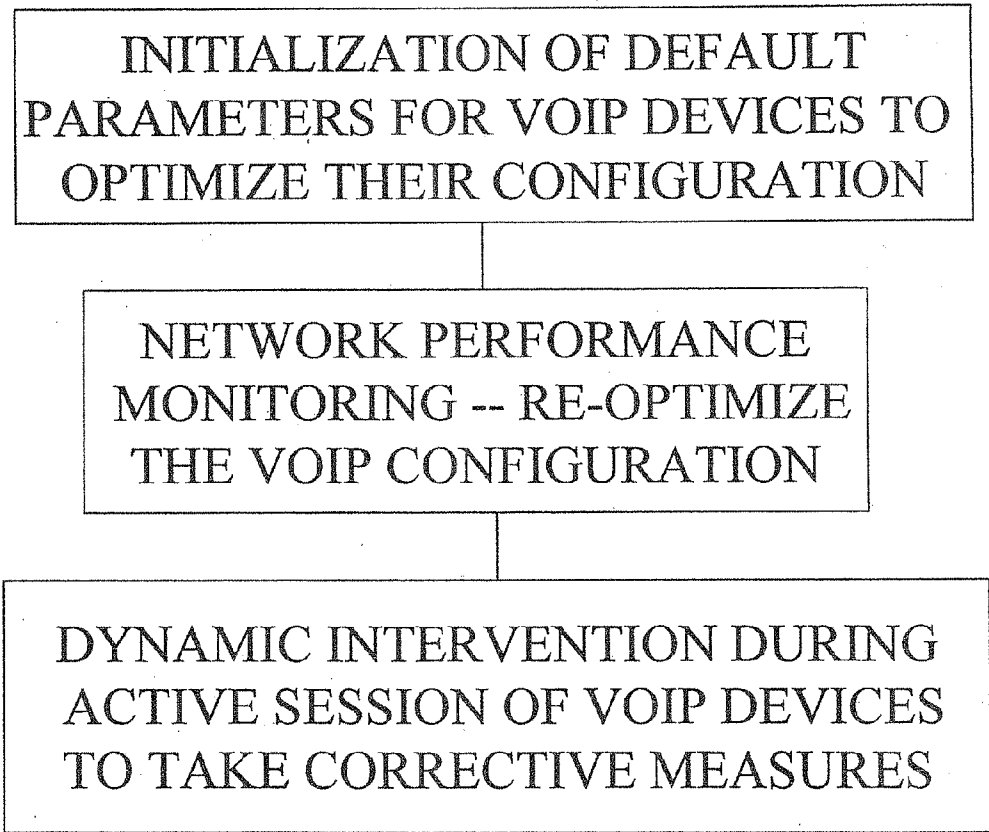 INITIALIZATION OF DEFAULT
PARAMETERS FOR VOIP DEVICES TO
OPTIMIZE THEIR CONFIGURATION
NETWORK PERFORMANCE
MONITORING -- RE-OPTIMIZE
THE VOIP CONFIGURATION
DYNAMIC INTERVENTION DURING
ACTIVE SESSION OF VOIP DEVICES
TO TAKE CORRECTIVE MEASURES